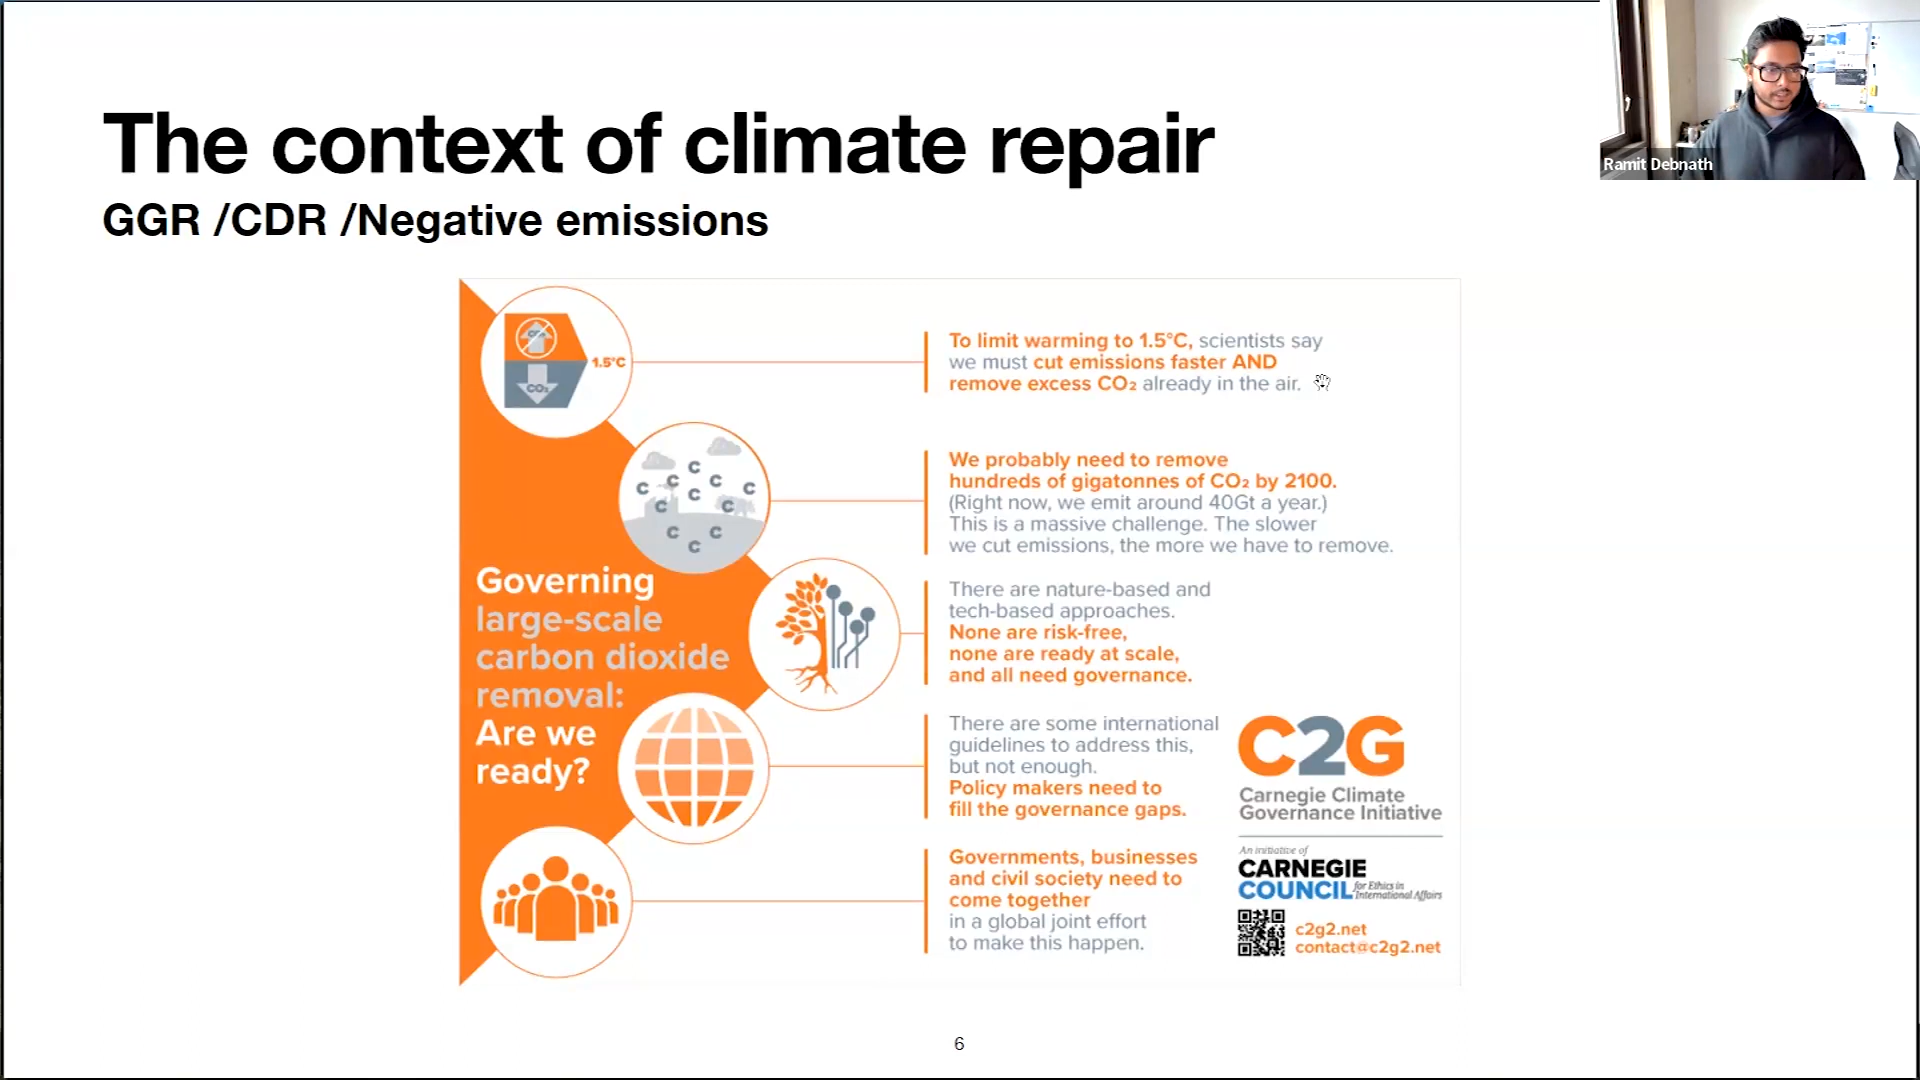 The context of climate repair
GGR /CDR /Negative emissions
Ramit Debnath
1.5°C
CO₂
To limit warming to 1.5°C, scientists say
we must cut emissions faster AND
remove excess CO₂ already in the air.
C
C
C
C
C
C
C
C
C
C
C
We probably need to remove
hundreds of gigatonnes of CO₂ by 2100.
(Right now, we emit around 40Gt a year.)
This is a massive challenge. The slower
we cut emissions, the more we have to remove.
Governing
large-scale
carbon dioxide
removal:
Are we
ready?
There are nature-based and
tech-based approaches.
None are risk-free,
none are ready at scale,
and all need governance.
There are some international
guidelines to address this,
but not enough.
Policy makers need to
fill the governance gaps.
Governments, businesses
and civil society need to
come together
in a global joint effort
to make this happen.
C2G
Carnegie Climate
Governance Initiative
An initiative of
CARNEGIE
COUNCIL for Ethics in
International Affairs
c2g2.net
contact@c2g2.net
6